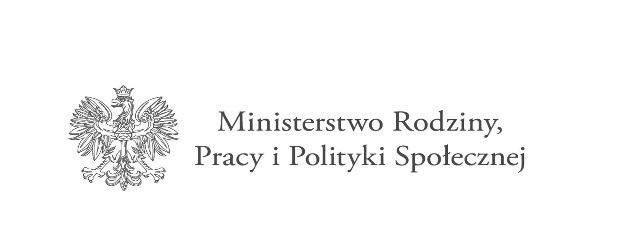 Ministerstwo Rodziny,
Pracy i Polityki Społecznej